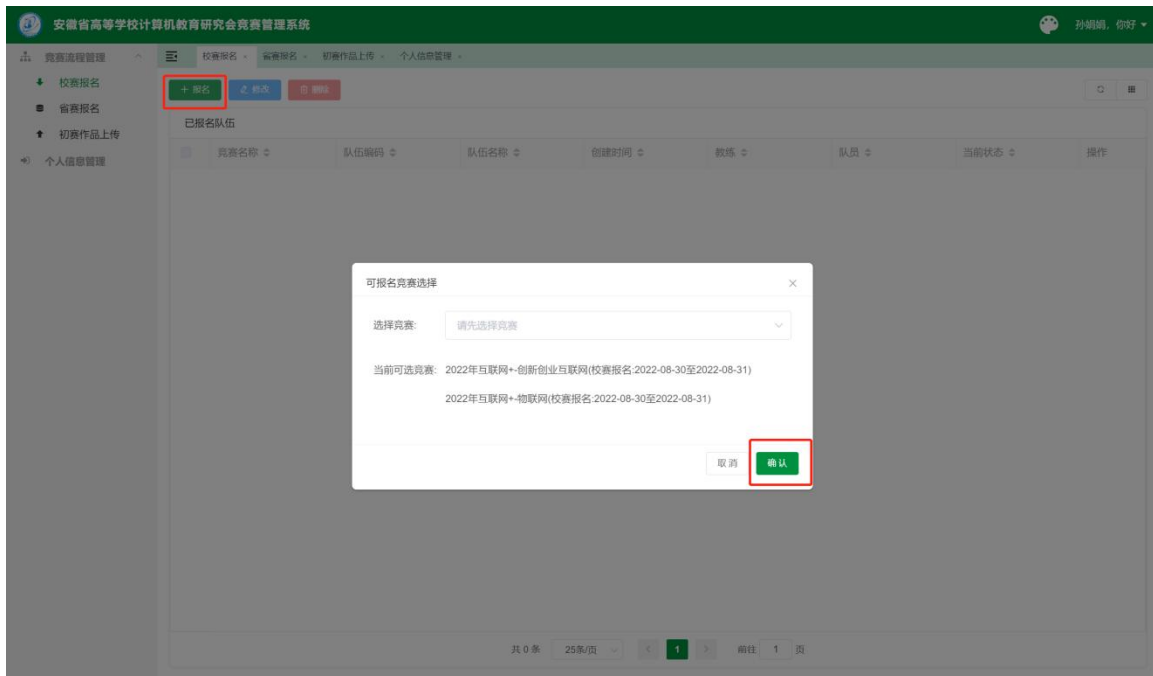 安徽省高等学校计算机教育研究会竞赛管理系统
孙娟娟，你好
竞赛流程管理
校赛报名
省赛报名
初赛作品上传
个人信息管理
校赛报名
省赛报名
初赛作品上传
个人信息管理
+ 报名
修改
删除
已报名队伍
竞赛名称 队伍编码 队伍名称 创建时间 教练 队员 当前状态 操作
可报名竞赛选择
选择竞赛: 请先选择竞赛
当前可选竞赛: 2022年互联网+-创新创业互联网(校赛报名:2022-08-30至2022-08-31)
2022年互联网+-物联网(校赛报名:2022-08-30至2022-08-31)
取消
确认
共 0 条 25条/页 1 前往 1 页